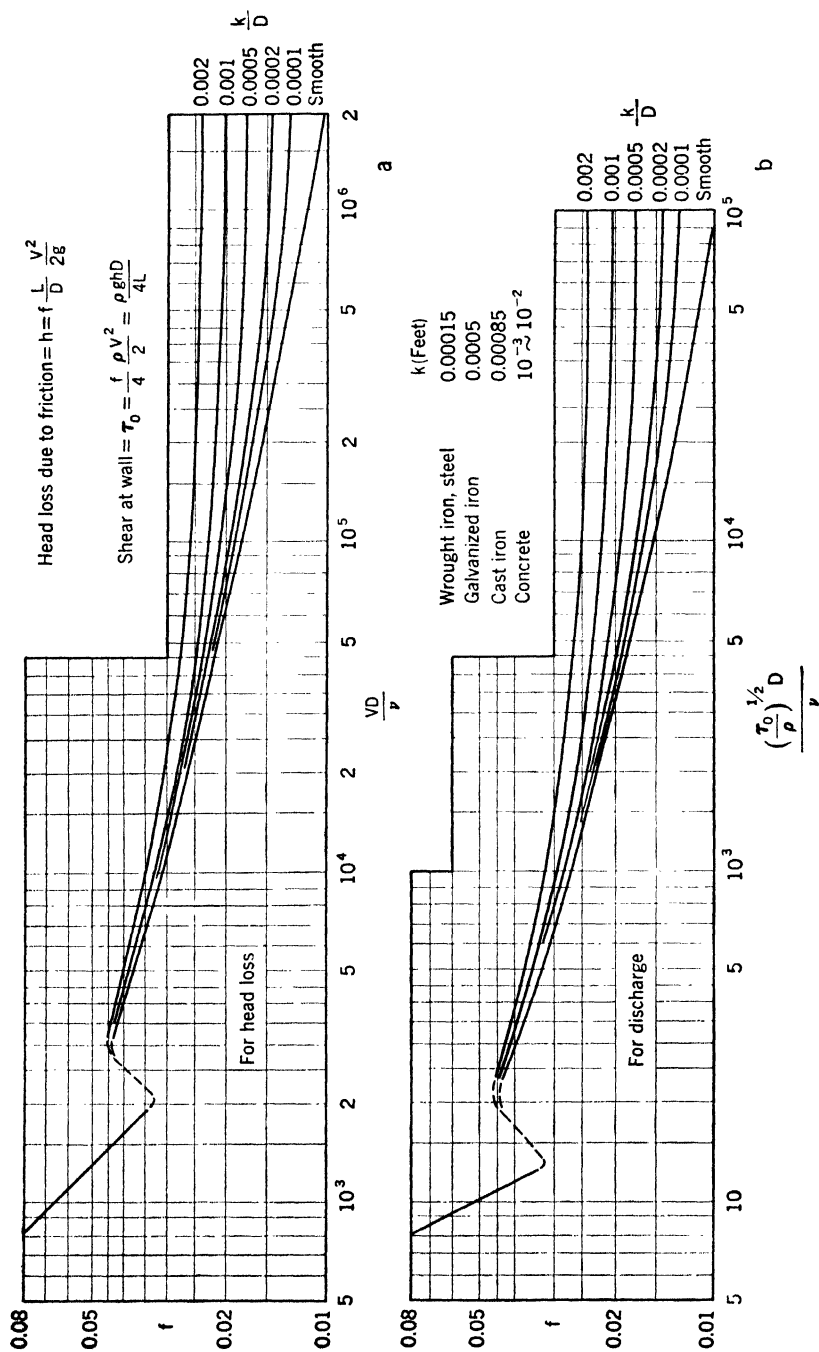 Head loss due to friction = h = f L/D V²/2g
Shear at wall = τ₀ = f/4 ρV²/2 = ρghD/4L
k/D
0.002
0.001
0.0005
0.0002
0.0001
Smooth
0.08
0.05
f
0.02
0.01
For head loss
5 10³ 2 5 10⁴ 2 5 10⁵ 2 5 10⁶ 2
VD/ν
a
k(Feet)
Wrought iron, steel 0.00015
Galvanized iron 0.0005
Cast iron 0.00085
Concrete 10⁻³~10⁻²
k/D
0.002
0.001
0.0005
0.0002
0.0001
Smooth
0.08
0.05
f
0.02
0.01
For discharge
5 10 2 5 10³ 5 10⁴ 5 10⁵
(τ₀/ρ)^½ D/ν
b